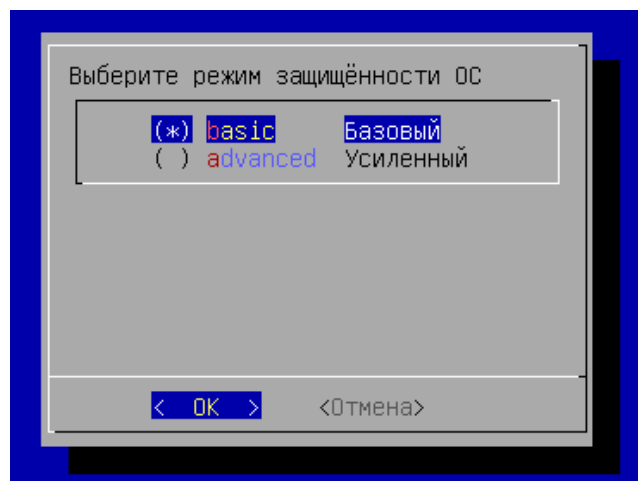 Выберите режим защищённости ОС
(*) basic Базовый
( ) advanced Усиленный
< OK > <Отмена>